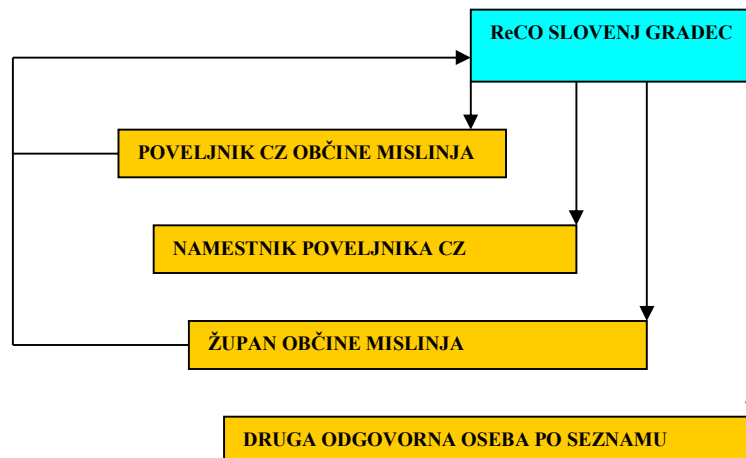 ReCO SLOVENJ GRADEC
POVELJNIK CZ OBČINE MISLINJA
NAMESTNIK POVELJNIKA CZ
ŽUPAN OBČINE MISLINJA
DRUGA ODGOVORNA OSEBA PO SEZNAMU